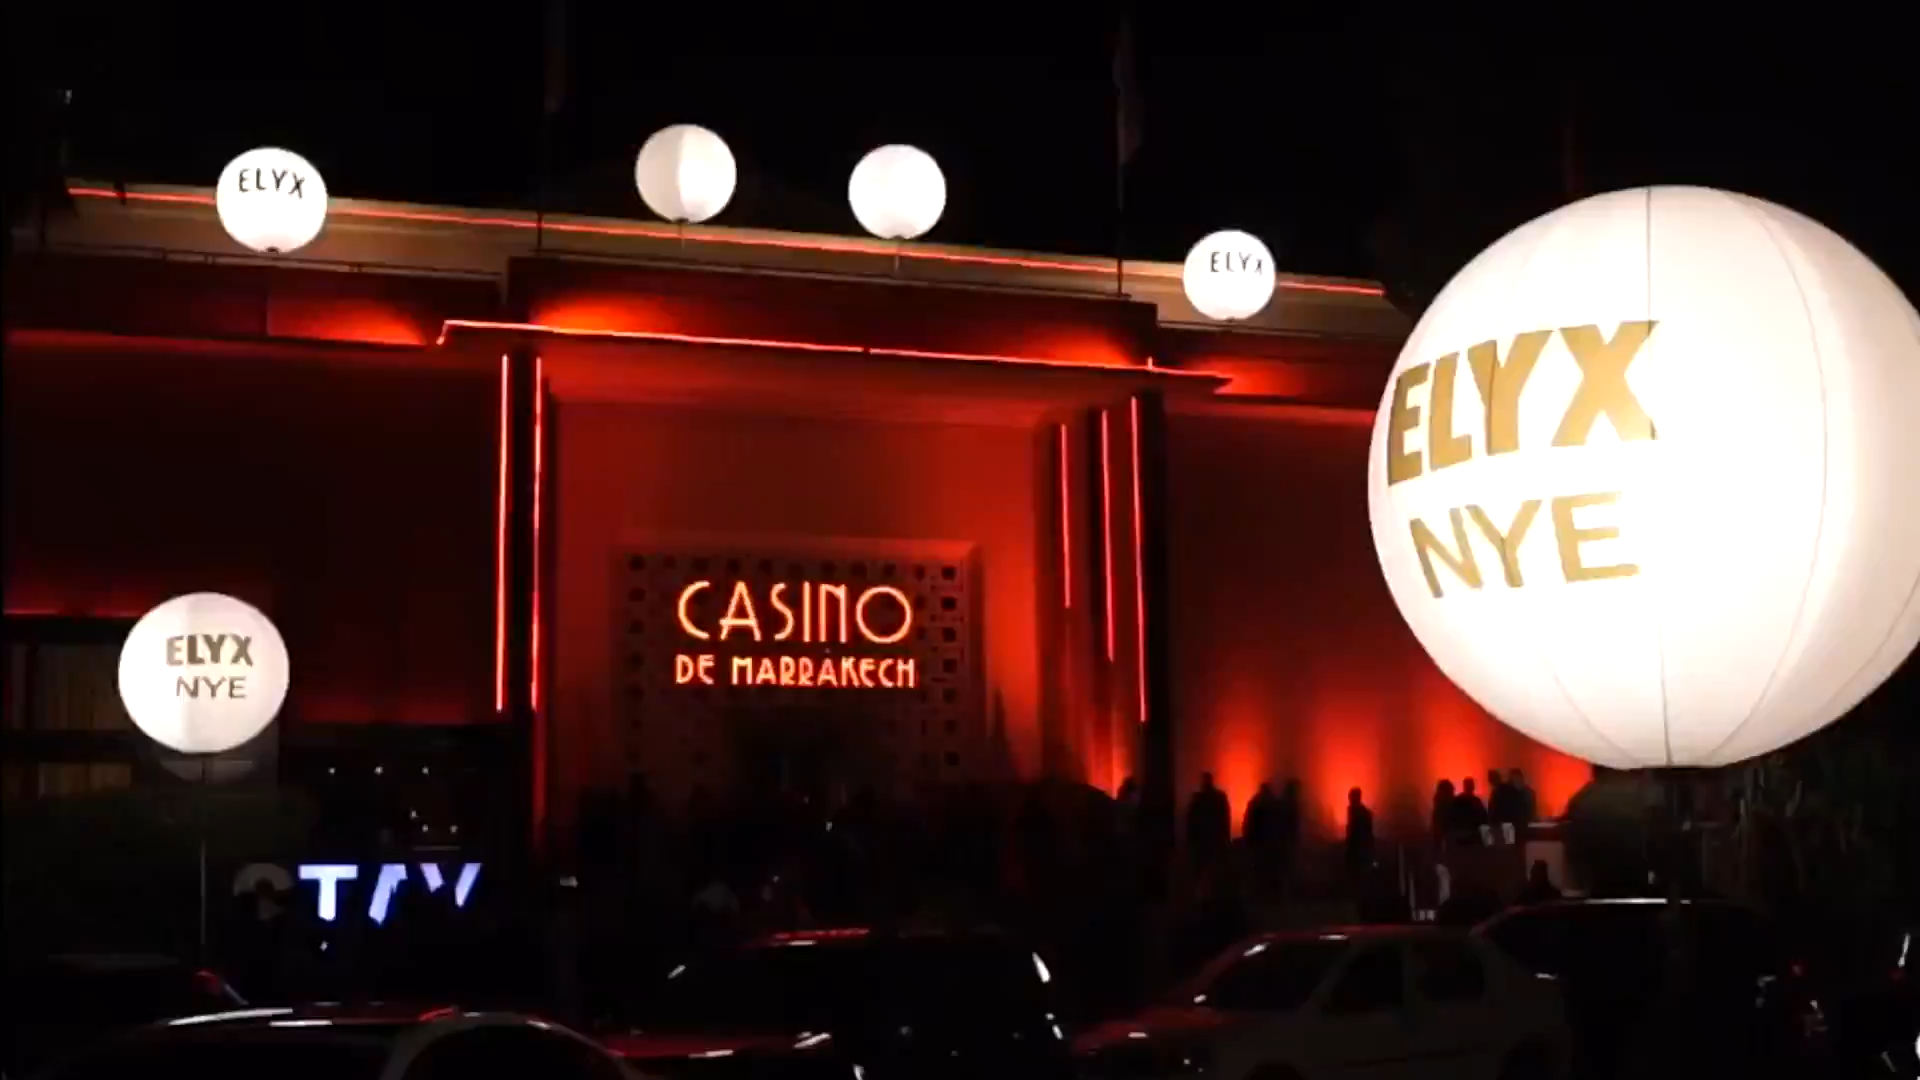 ELYX
ELYX
ELYX
NYE
CASINO
DE MARRAKECH
ELYX
NYE